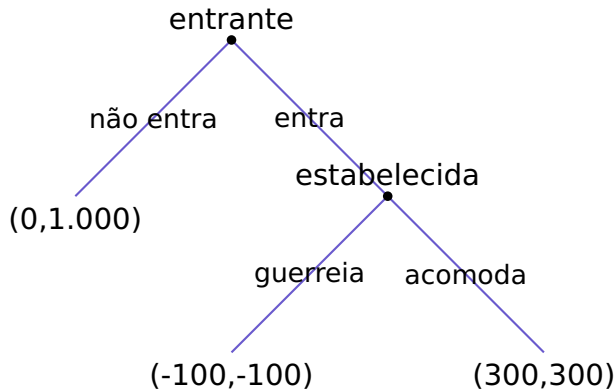 entrante
não entra
entra
estabelecida
(0,1.000)
guerreia
acomoda
(-100,-100)
(300,300)